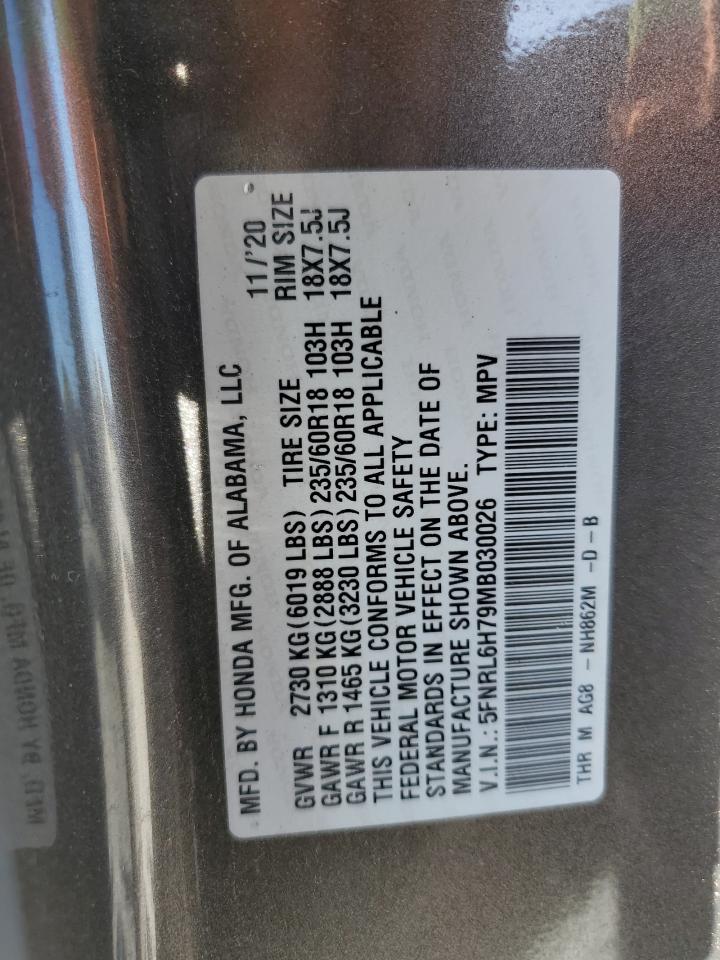 MFD. BY HONDA MFG. OF ALABAMA, LLC 11/'20
GVWR 2730 KG(6019 LBS) TIRE SIZE RIM SIZE
GAWR F 1310 KG(2888 LBS)235/60R18 103H 18X7.5J
GAWR R 1465 KG(3230 LBS)235/60R18 103H 18X7.5J
THIS VEHICLE CONFORMS TO ALL APPLICABLE
FEDERAL MOTOR VEHICLE SAFETY
STANDARDS IN EFFECT ON THE DATE OF
MANUFACTURE SHOWN ABOVE.
V.I.N.: 5FNRL6H79MB030026 TYPE: MPV
THR M AG8 - NH862M -D-B